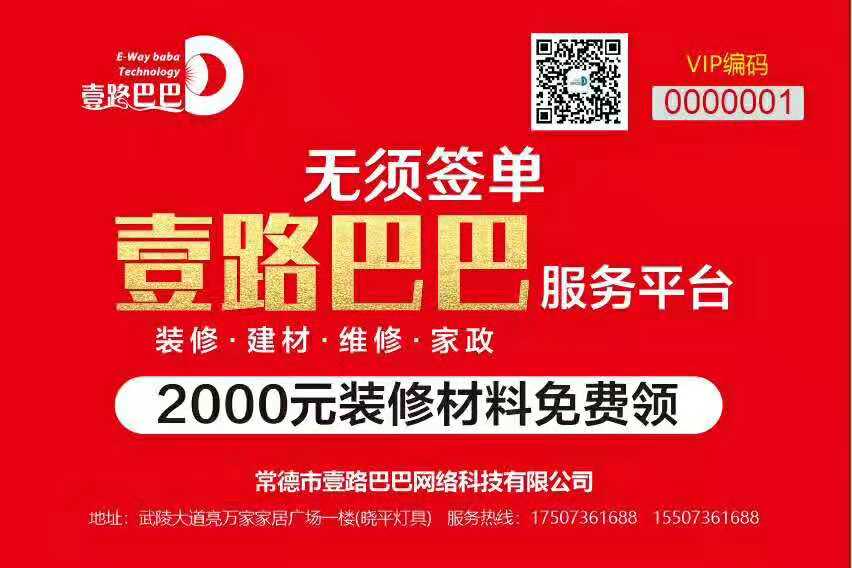 E-Way baba
Technology
壹路巴巴
VIP编码
0000001
无须签单
壹路巴巴 服务平台
装修·建材·维修·家政
2000元装修材料免费领
常德市壹路巴巴网络科技有限公司
地址：武陵大道亮万家家居广场一楼(晓平灯具) 服务热线：17507361688 15507361688